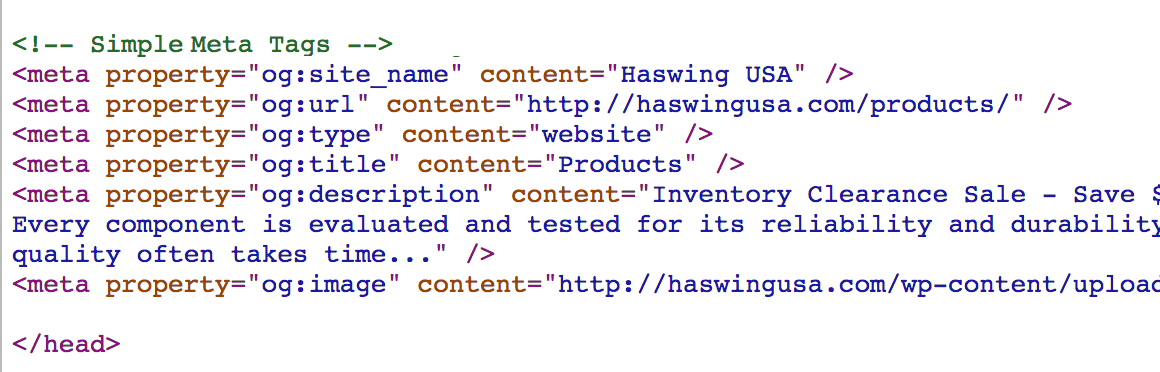 <!-- Simple Meta Tags -->
<meta property="og:site_name" content="Haswing USA" />
<meta property="og:url" content="http://haswingusa.com/products/" />
<meta property="og:type" content="website" />
<meta property="og:title" content="Products" />
<meta property="og:description" content="Inventory Clearance Sale – Save $
Every component is evaluated and tested for its reliability and durability
quality often takes time..." />
<meta property="og:image" content="http://haswingusa.com/wp-content/upload
</head>